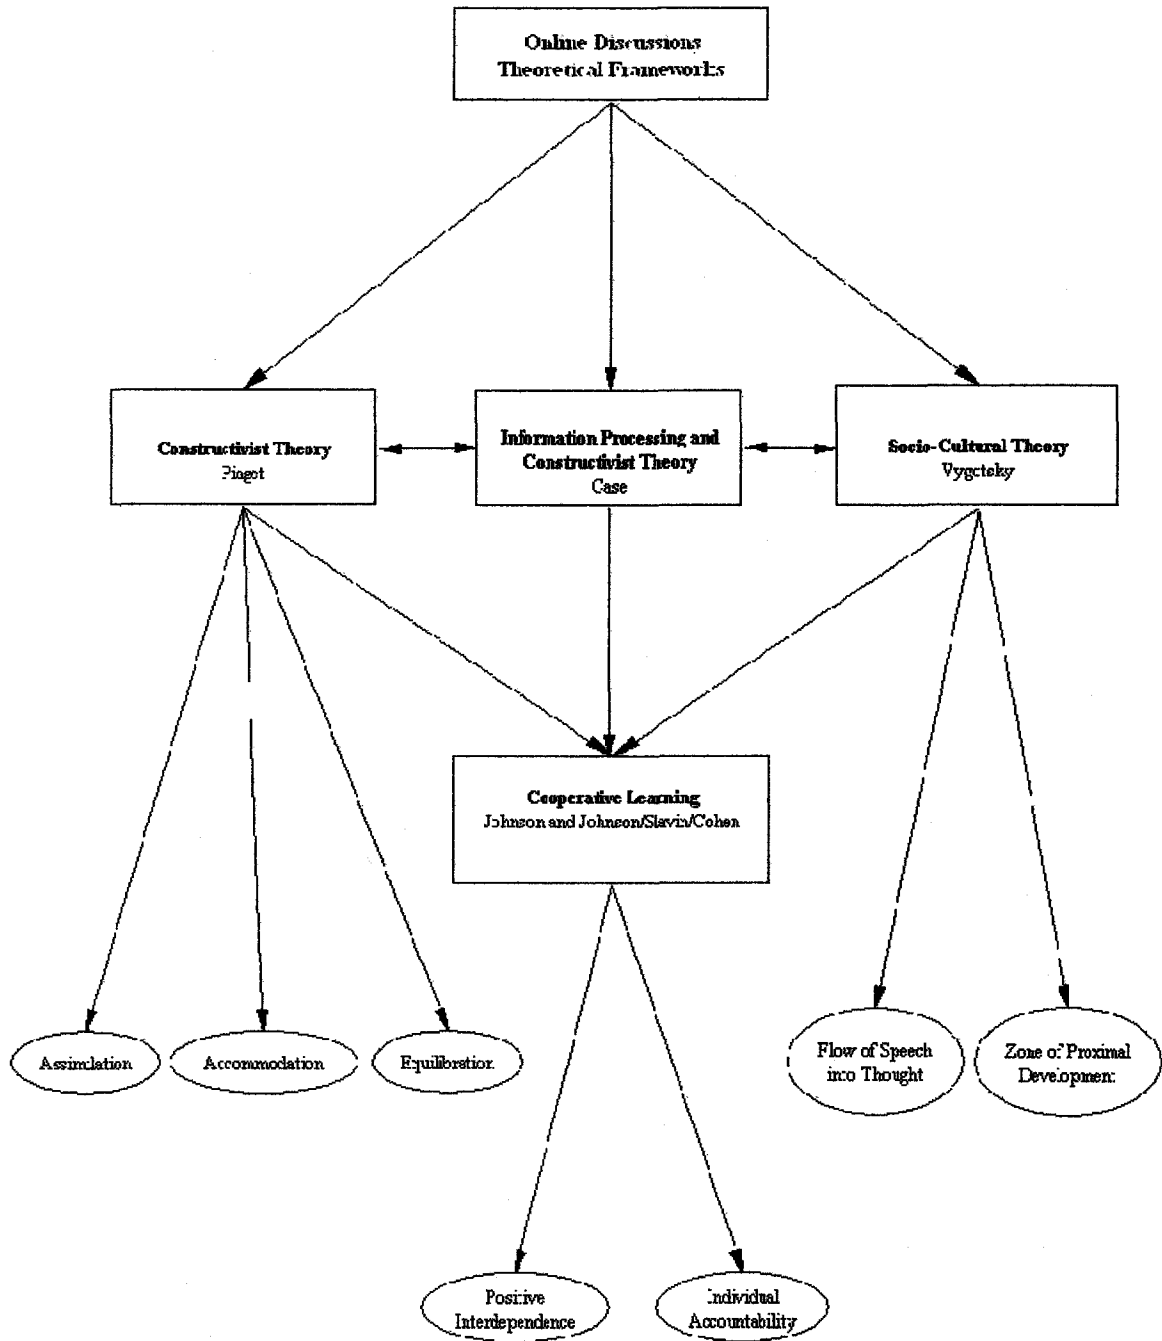 Online Discussions
Theoretical Frameworks
Constructivist Theory
Piaget
Information Processing and
Constructivist Theory
Case
Socio-Cultural Theory
Vygotsky
Cooperative Learning
Johnson and Johnson/Slavin/Cohen
Assimilation
Accommodation
Equilibration
Flow of Speech
into Thought
Zone of Proximal
Development
Positive
Interdependence
Individual
Accountability